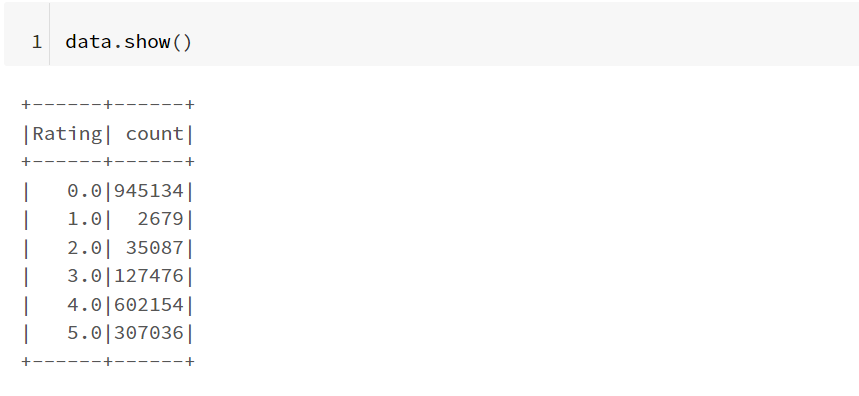 1 data.show()
+------+------+
|Rating| count|
+------+------+
|   0.0|945134|
|   1.0|  2679|
|   2.0| 35087|
|   3.0|127476|
|   4.0|602154|
|   5.0|307036|
+------+------+